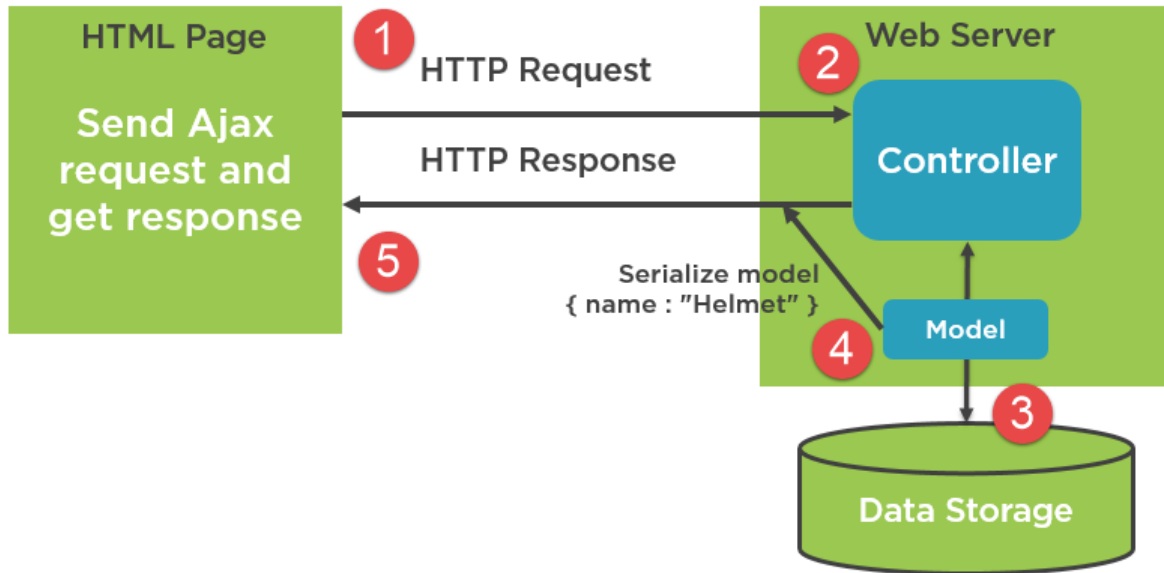 HTML Page
Send Ajax
request and
get response
1
HTTP Request
HTTP Response
5
Web Server
2
Controller
Serialize model
{ name : "Helmet" }
4
Model
3
Data Storage